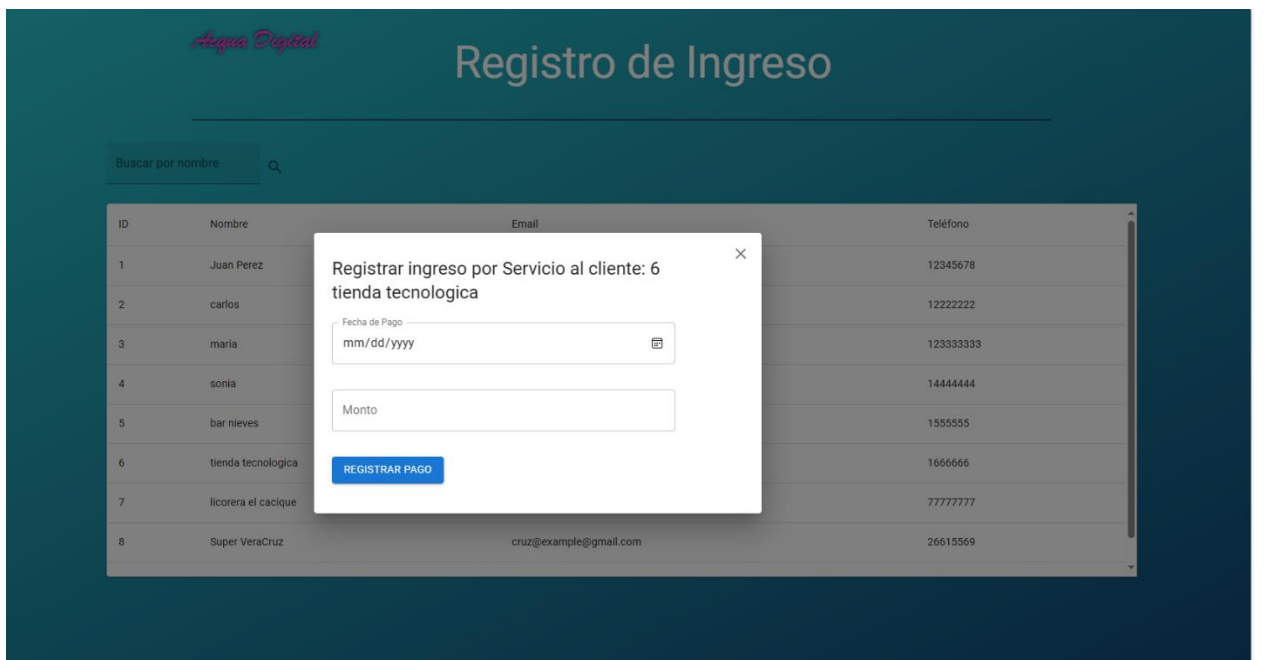 Acqua Digital
Registro de Ingreso
Buscar por nombre
ID Nombre Email Teléfono
1 Juan Perez 12345678
2 carlos 12222222
3 maria 123333333
4 sonia 14444444
5 bar nieves 1555555
6 tienda tecnologica 1666666
7 licorera el cacique 77777777
8 Super VeraCruz cruz@example@gmail.com 26615569
Registrar ingreso por Servicio al cliente: 6
tienda tecnologica
Fecha de Pago
mm/dd/yyyy
Monto
REGISTRAR PAGO